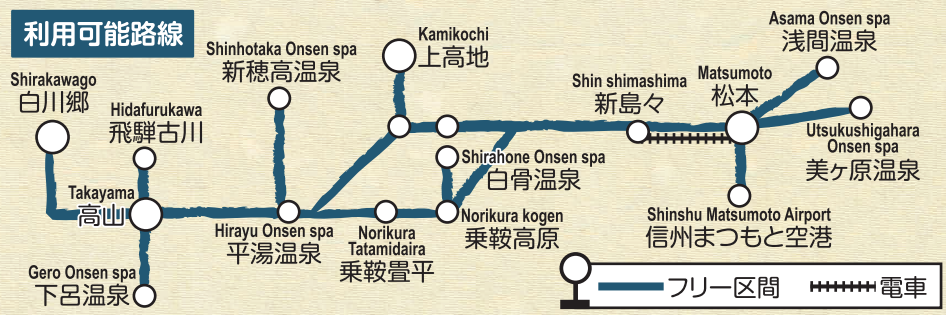 利用可能路線
Shirakawago
白川郷
Hidafurukawa
飛騨古川
Takayama
高山
Gero Onsen spa
下呂温泉
Shinhotaka Onsen spa
新穂高温泉
Hirayu Onsen spa
平湯温泉
Kamikochi
上高地
Norikura
Tatamidaira
乗鞍畳平
Shirahone Onsen spa
白骨温泉
Norikura kogen
乗鞍高原
Shin shimashima
新島々
Matsumoto
松本
Asama Onsen spa
浅間温泉
Utsukushigahara
Onsen spa
美ヶ原温泉
Shinshu Matsumoto Airport
信州まつもと空港
フリー区間
電車